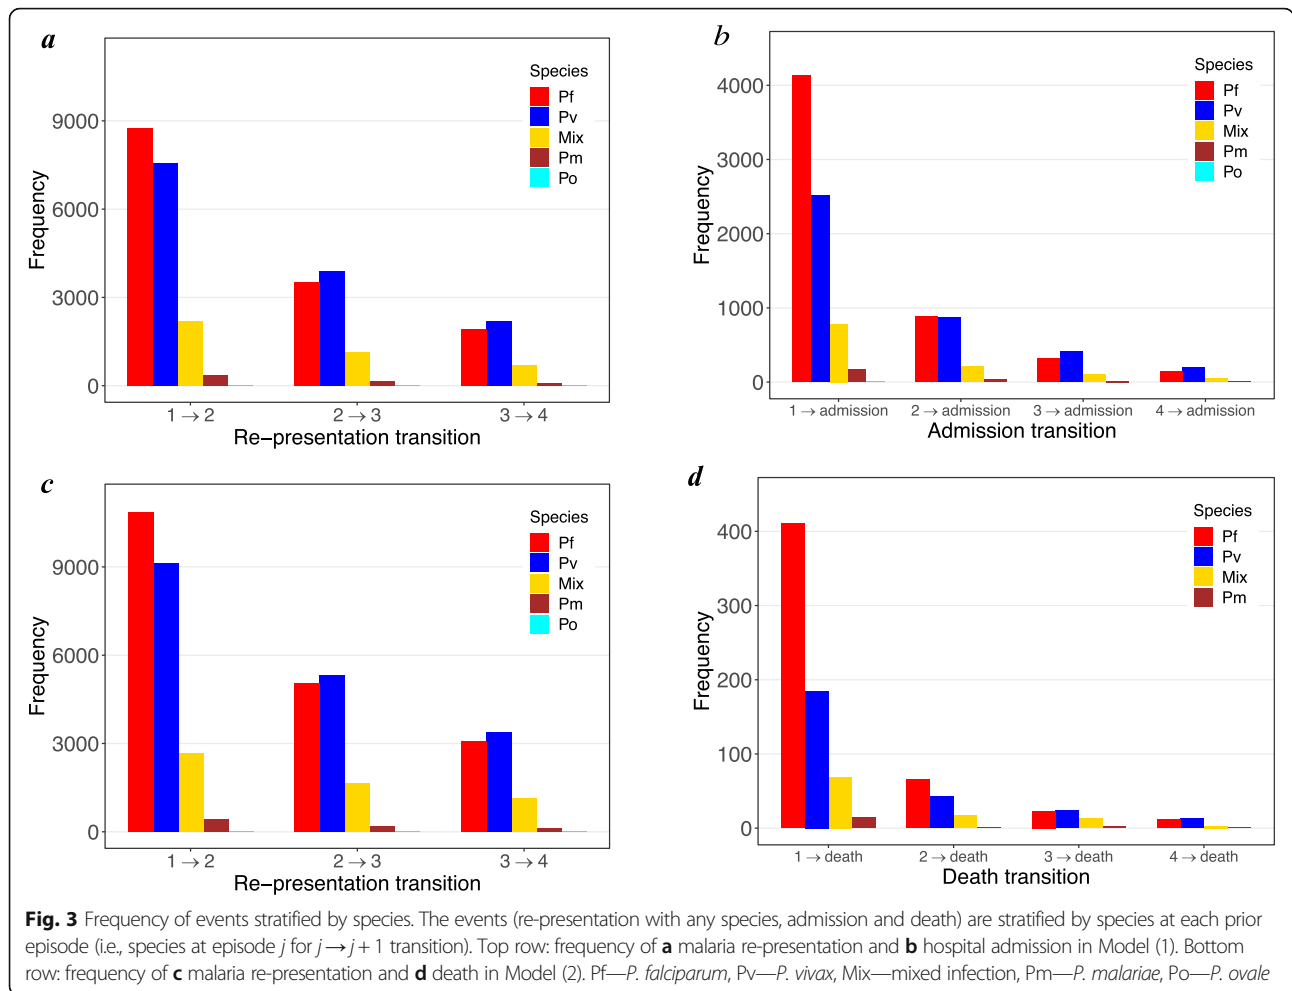 a
Species
Pf
Pv
Mix
Pm
Po
9000
6000
3000
0
Frequency
1 → 2
2 → 3
3 → 4
Re−presentation transition
b
Species
Pf
Pv
Mix
Pm
Po
4000
3000
2000
1000
0
Frequency
1 → admission
2 → admission
3 → admission
4 → admission
Admission transition
c
Species
Pf
Pv
Mix
Pm
Po
9000
6000
3000
0
Frequency
1 → 2
2 → 3
3 → 4
Re−presentation transition
d
Species
Pf
Pv
Mix
Pm
400
300
200
100
0
Frequency
1 → death
2 → death
3 → death
4 → death
Death transition
Fig. 3 Frequency of events stratified by species. The events (re-presentation with any species, admission and death) are stratified by species at each prior
episode (i.e., species at episode j for j → j + 1 transition). Top row: frequency of a malaria re-presentation and b hospital admission in Model (1). Bottom
row: frequency of c malaria re-presentation and d death in Model (2). Pf—P. falciparum, Pv—P. vivax, Mix—mixed infection, Pm—P. malariae, Po—P. ovale